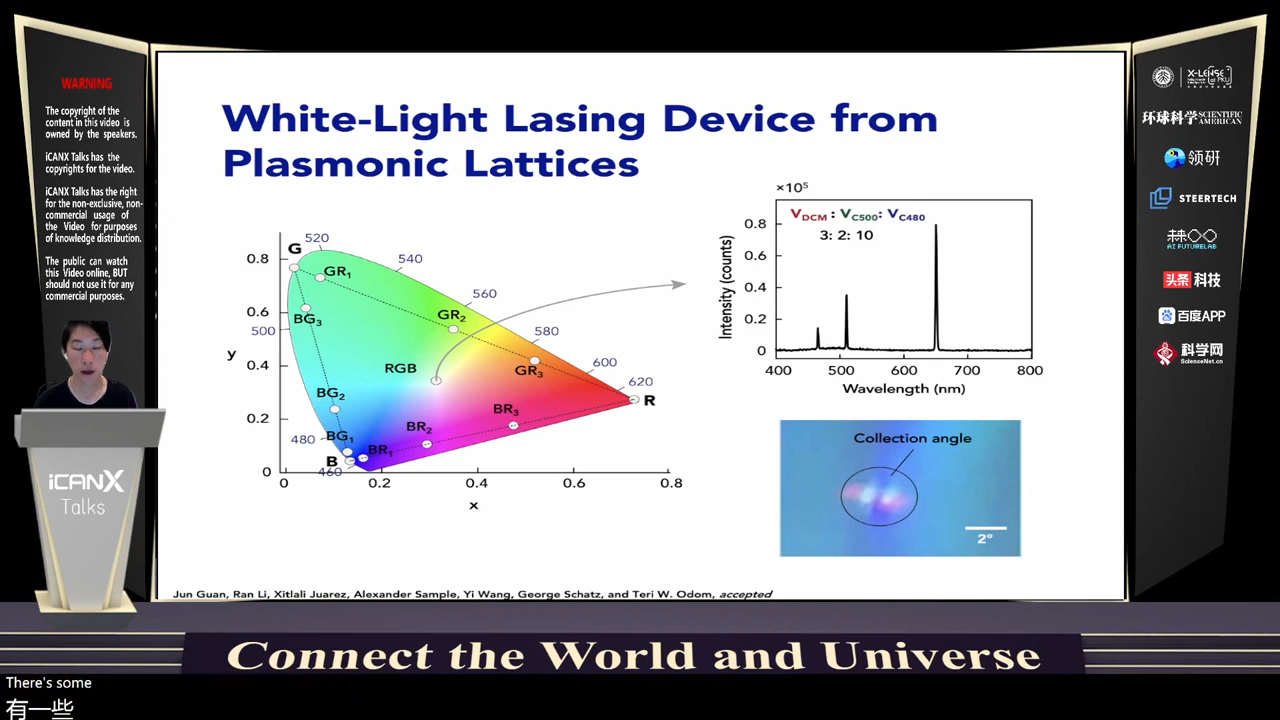 WARNING
The copyright of the
content in this video is
owned by the speakers.
iCANX Talks has the
copyrights for the video.
iCANX Talks has the right
for the non-exclusive, non-
commercial usage of
the Video for purposes
of knowledge distribution.
The public can watch
this Video online, BUT
should not use it for any
commercial purposes.
iCANX
Talks
White-Light Lasing Device from
Plasmonic Lattices
G
520
540
560
580
600
620
500
480
460
GR1
GR2
GR3
BG3
BG2
BG1
RGB
BR1
BR2
BR3
B
R
y
0.8
0.6
0.4
0.2
0
0
0.2
0.4
0.6
0.8
x
×10⁵
VDCM : VC500: VC480
3: 2: 10
Intensity (counts)
0.8
0.6
0.4
0.2
0
400
500
600
700
800
Wavelength (nm)
Collection angle
2°
Jun Guan, Ran Li, Xitlali Juarez, Alexander Sample, Yi Wang, George Schatz, and Teri W. Odom, accepted
X-LENSE
at PKU
环球科学 SCIENTIFIC AMERICAN
领研
STEERTECH
AI FUTURELAB
头条 科技
百度APP
科学网
ScienceNet.cn
Connect the World and Universe
There's some
有一些